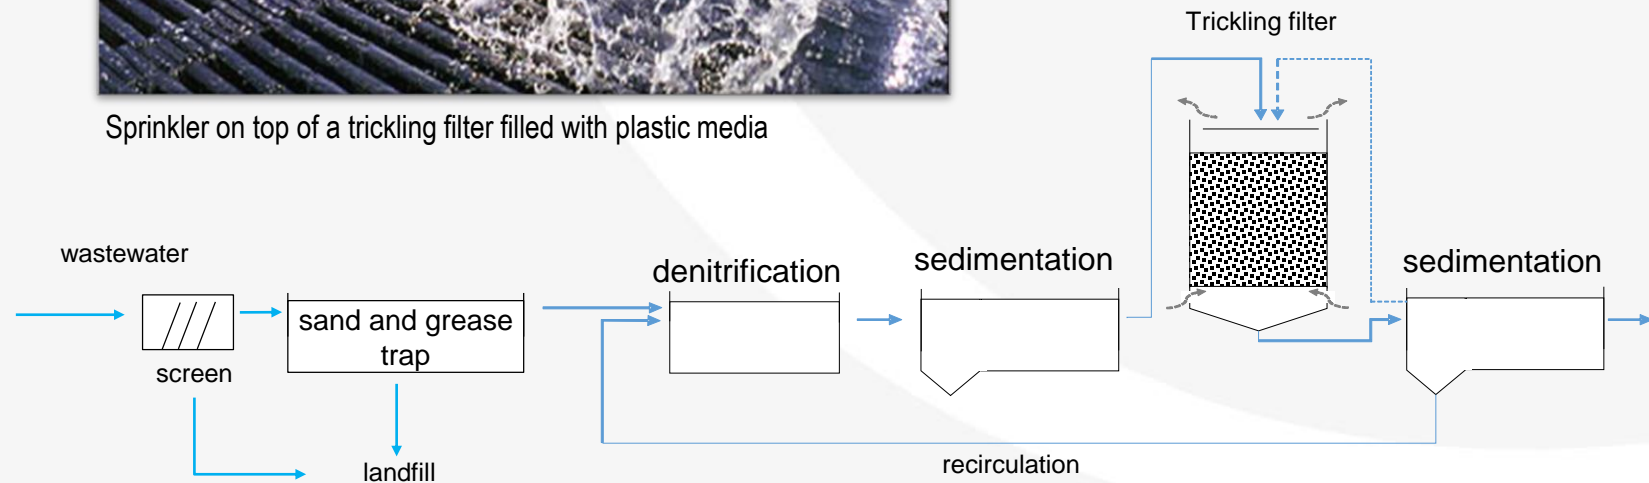 Trickling filter
Sprinkler on top of a trickling filter filled with plastic media
wastewater
denitrification
sedimentation
sedimentation
sand and grease
trap
screen
landfill
recirculation